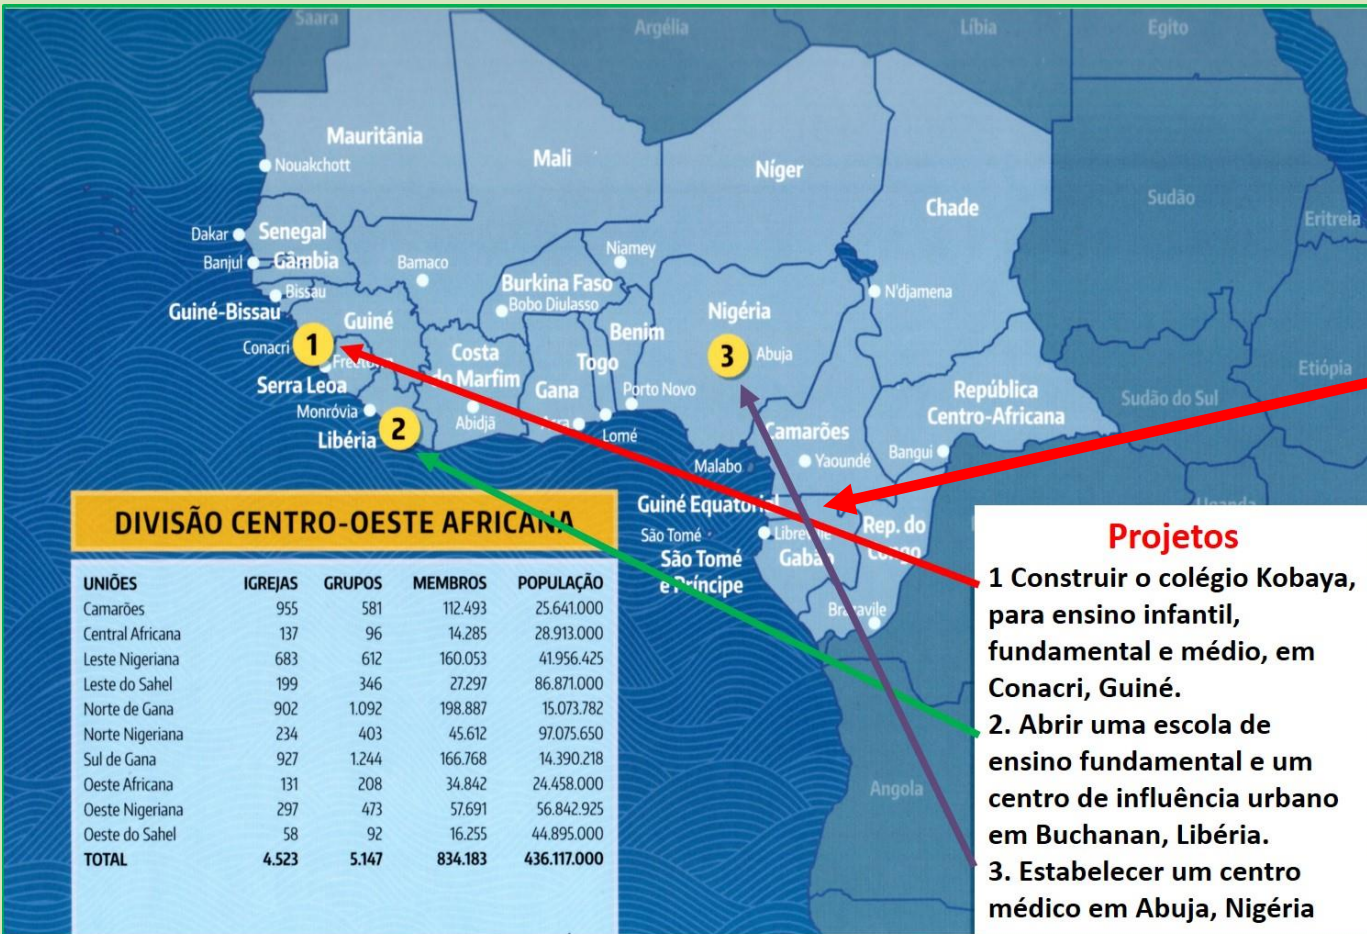 Saara
Argélia
Líbia
Egito
Mauritânia
Nouakchott
Mali
Níger
Chade
Sudão
Eritreia
Dakar
Senegal
Banjul
Gâmbia
Bamaco
Niamey
Burkina Faso
Bobo Diulasso
Bissau
Guiné-Bissau
Guiné
Nigéria
N'djamena
Conacri
1
Freetown
Serra Leoa
Costa
do Marfim
Benim
Togo
Gana
3
Abuja
Porto Novo
República
Centro-Africana
Etiópia
Sudão do Sul
Monróvia
Libéria
2
Abidjã
Acra
Lomé
Camarões
Yaoundé
Bangui
Malabo
Guiné Equatorial
Uganda
São Tomé
São Tomé
e Príncipe
Libreville
Gabão
Rep. do
Congo
Brazavile
Angola
DIVISÃO CENTRO-OESTE AFRICANA
UNIÕES IGREJAS GRUPOS MEMBROS POPULAÇÃO
Camarões 955 581 112.493 25.641.000
Central Africana 137 96 14.285 28.913.000
Leste Nigeriana 683 612 160.053 41.956.425
Leste do Sahel 199 346 27.297 86.871.000
Norte de Gana 902 1.092 198.887 15.073.782
Norte Nigeriana 234 403 45.612 97.075.650
Sul de Gana 927 1.244 166.768 14.390.218
Oeste Africana 131 208 34.842 24.458.000
Oeste Nigeriana 297 473 57.691 56.842.925
Oeste do Sahel 58 92 16.255 44.895.000
TOTAL 4.523 5.147 834.183 436.117.000
Projetos
1 Construir o colégio Kobaya,
para ensino infantil,
fundamental e médio, em
Conacri, Guiné.
2. Abrir uma escola de
ensino fundamental e um
centro de influência urbano
em Buchanan, Libéria.
3. Estabelecer um centro
médico em Abuja, Nigéria